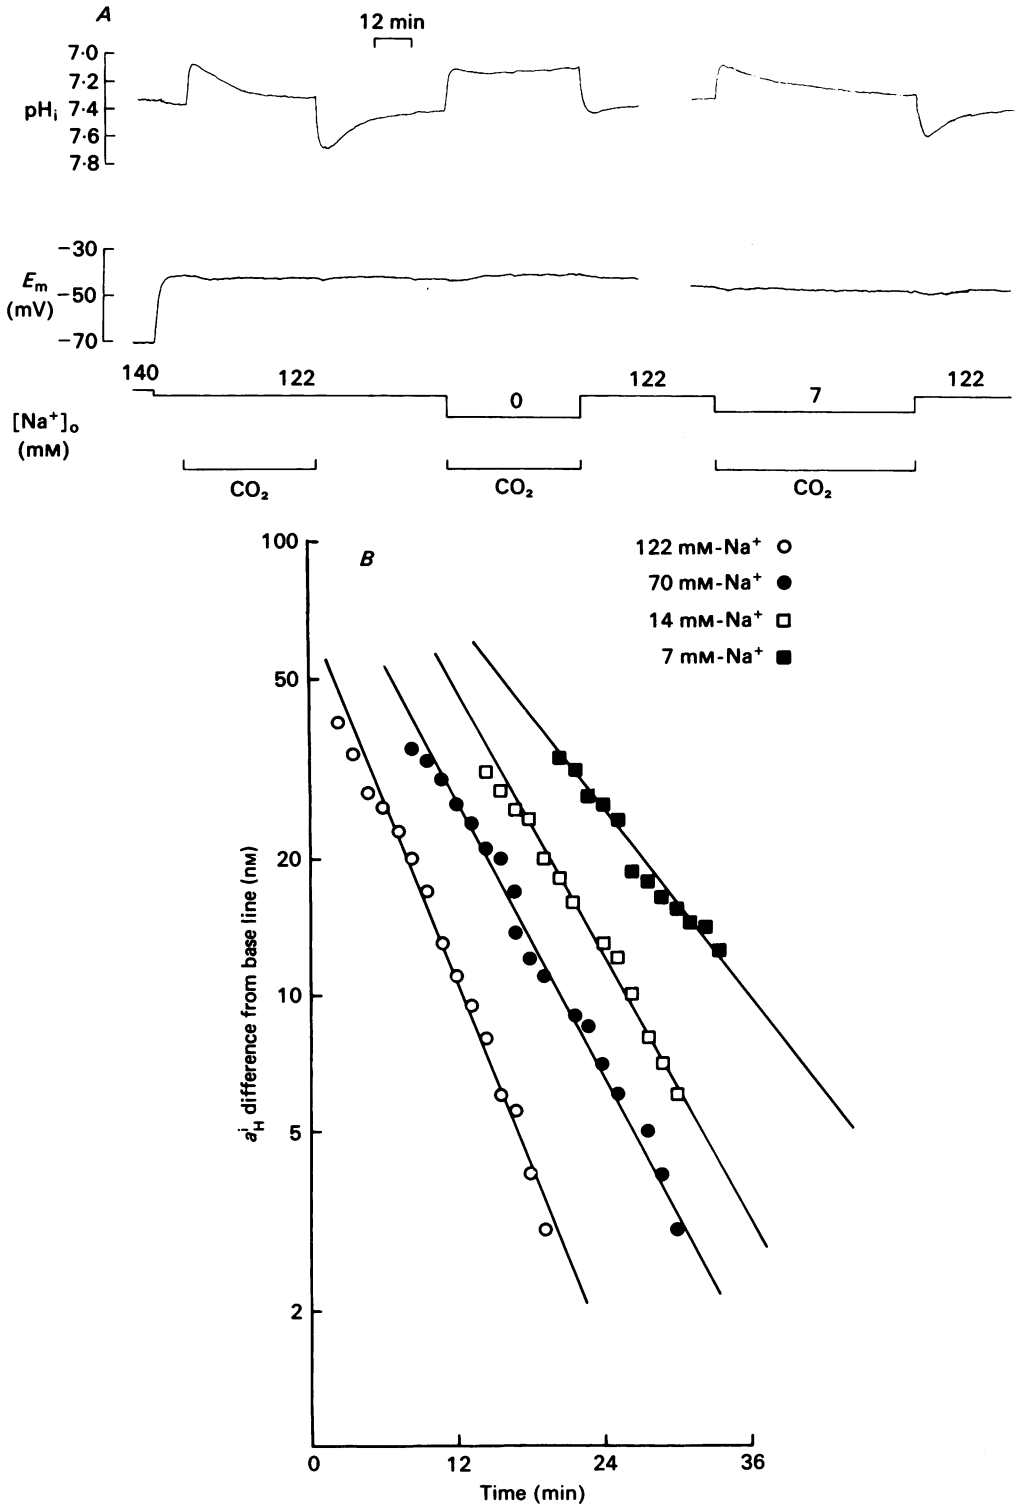 A
12 min
7·0
7·2
pHᵢ 7·4
7·6
7·8
−30
Eₘ
(mV)
−50
−70
140
122
0
122
7
122
[Na⁺]ₒ
(mM)
CO₂
CO₂
CO₂
B
122 mM-Na⁺
70 mM-Na⁺
14 mM-Na⁺
7 mM-Na⁺
100
50
20
10
5
2
aⁱH difference from base line (nM)
0
12
24
36
Time (min)